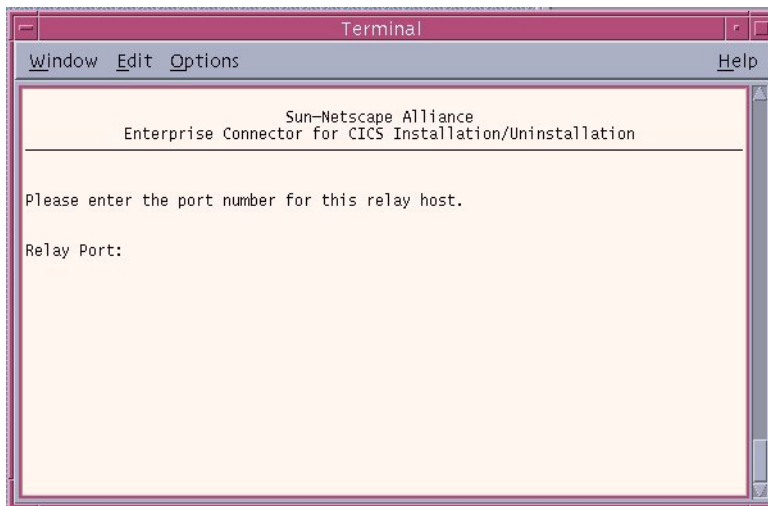 Terminal
Window Edit Options Help
Sun-Netscape Alliance
Enterprise Connector for CICS Installation/Uninstallation
Please enter the port number for this relay host.
Relay Port: